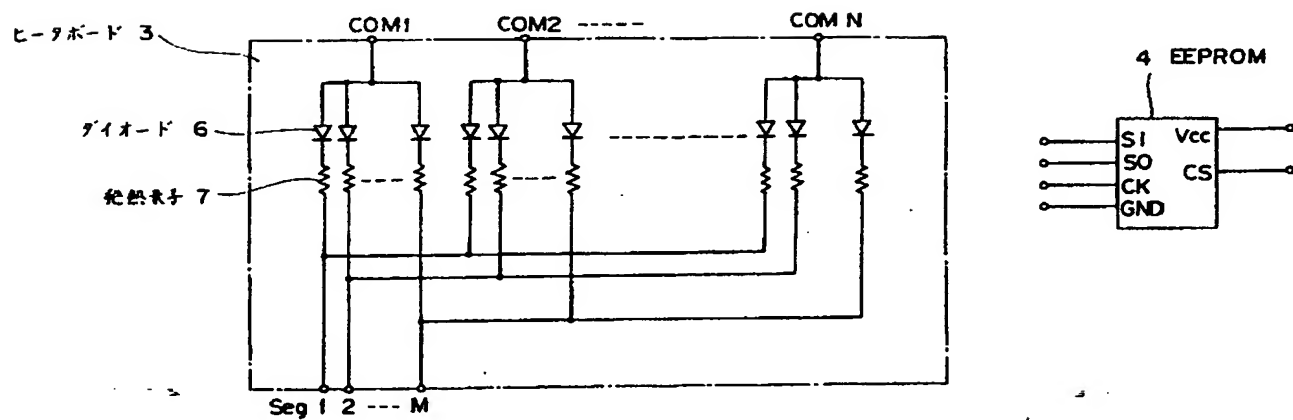 ヒータボード 3
COM1
COM2 -----
COM N
4 EEPROM
ダイオード 6
発熱素子 7
SI
SO
CK
GND
Vcc
CS
Seg 1 2 --- M